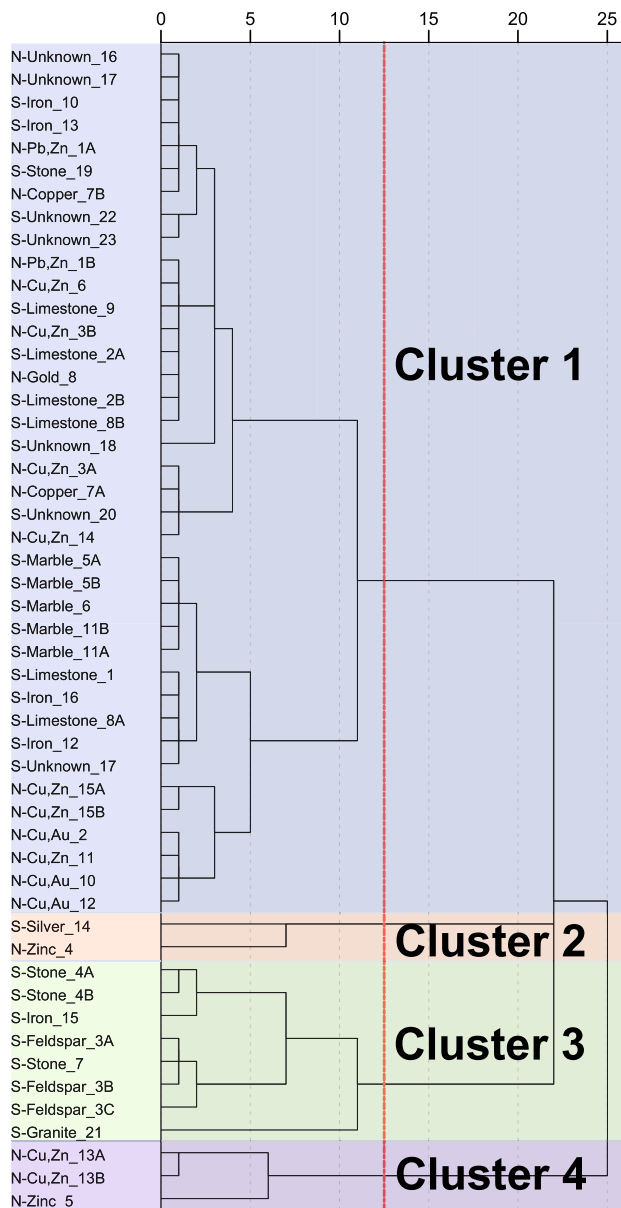 0 5 10 15 20 25
N-Unknown_16
N-Unknown_17
S-Iron_10
S-Iron_13
N-Pb,Zn_1A
S-Stone_19
N-Copper_7B
S-Unknown_22
S-Unknown_23
N-Pb,Zn_1B
N-Cu,Zn_6
S-Limestone_9
N-Cu,Zn_3B
S-Limestone_2A
N-Gold_8
S-Limestone_2B
S-Limestone_8B
S-Unknown_18
N-Cu,Zn_3A
N-Copper_7A
S-Unknown_20
N-Cu,Zn_14
S-Marble_5A
S-Marble_5B
S-Marble_6
S-Marble_11B
S-Marble_11A
S-Limestone_1
S-Iron_16
S-Limestone_8A
S-Iron_12
S-Unknown_17
N-Cu,Zn_15A
N-Cu,Zn_15B
N-Cu,Au_2
N-Cu,Zn_11
N-Cu,Au_10
N-Cu,Au_12
Cluster 1
S-Silver_14
N-Zinc_4
Cluster 2
S-Stone_4A
S-Stone_4B
S-Iron_15
S-Feldspar_3A
S-Stone_7
S-Feldspar_3B
S-Feldspar_3C
S-Granite_21
Cluster 3
N-Cu,Zn_13A
N-Cu,Zn_13B
N-Zinc_5
Cluster 4